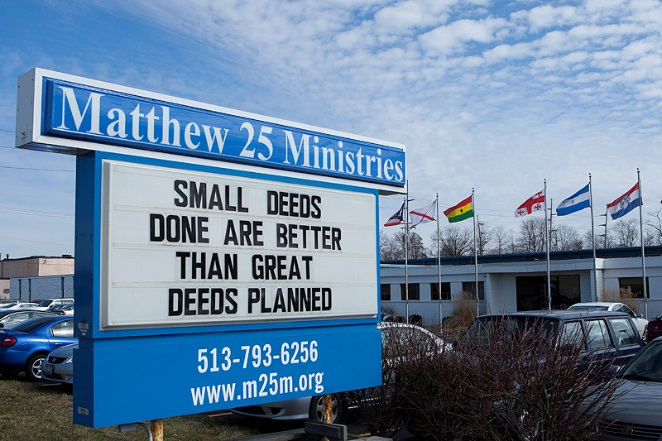 Matthew 25 Ministries
SMALL DEEDS
DONE ARE BETTER
THAN GREAT
DEEDS PLANNED
513-793-6256
www.m25m.org